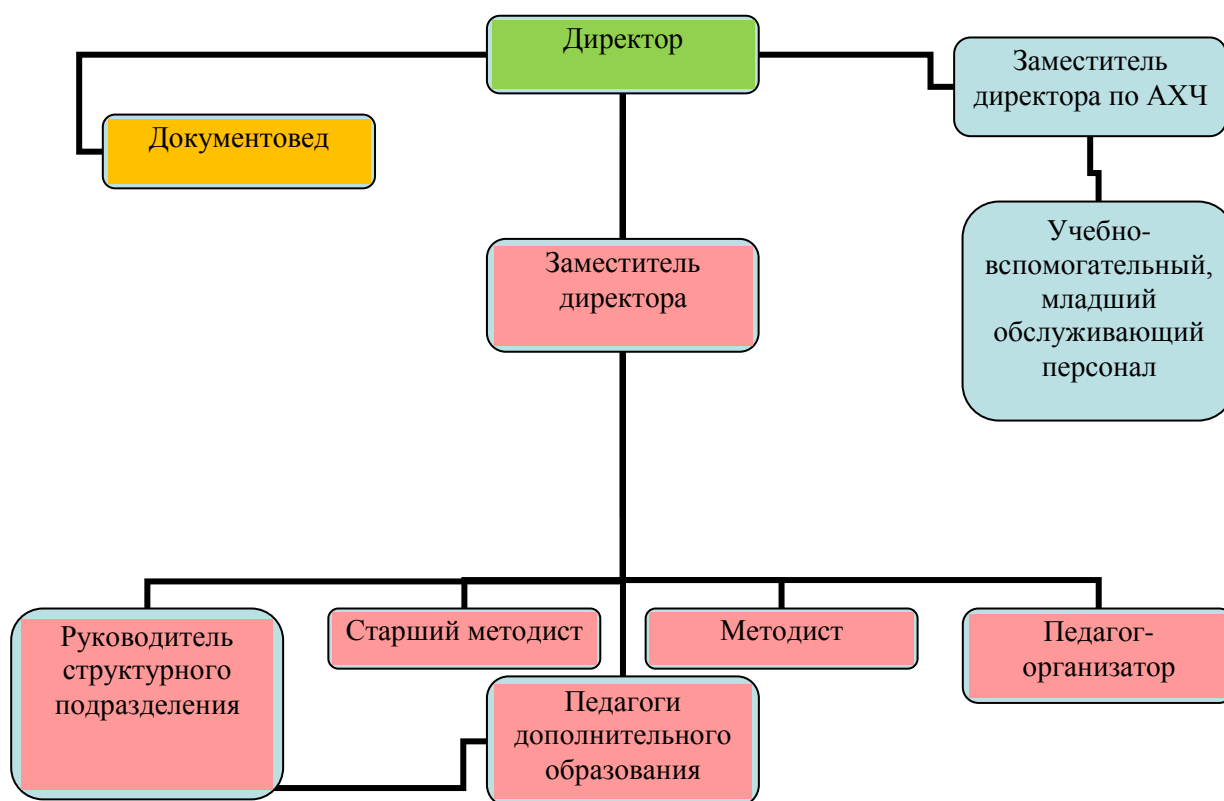 Директор
Заместитель
директора по АХЧ
Документовед
Учебно-
вспомогательный,
младший
обслуживающий
персонал
Заместитель
директора
Руководитель
структурного
подразделения
Старший методист
Методист
Педагог-
организатор
Педагоги
дополнительного
образования